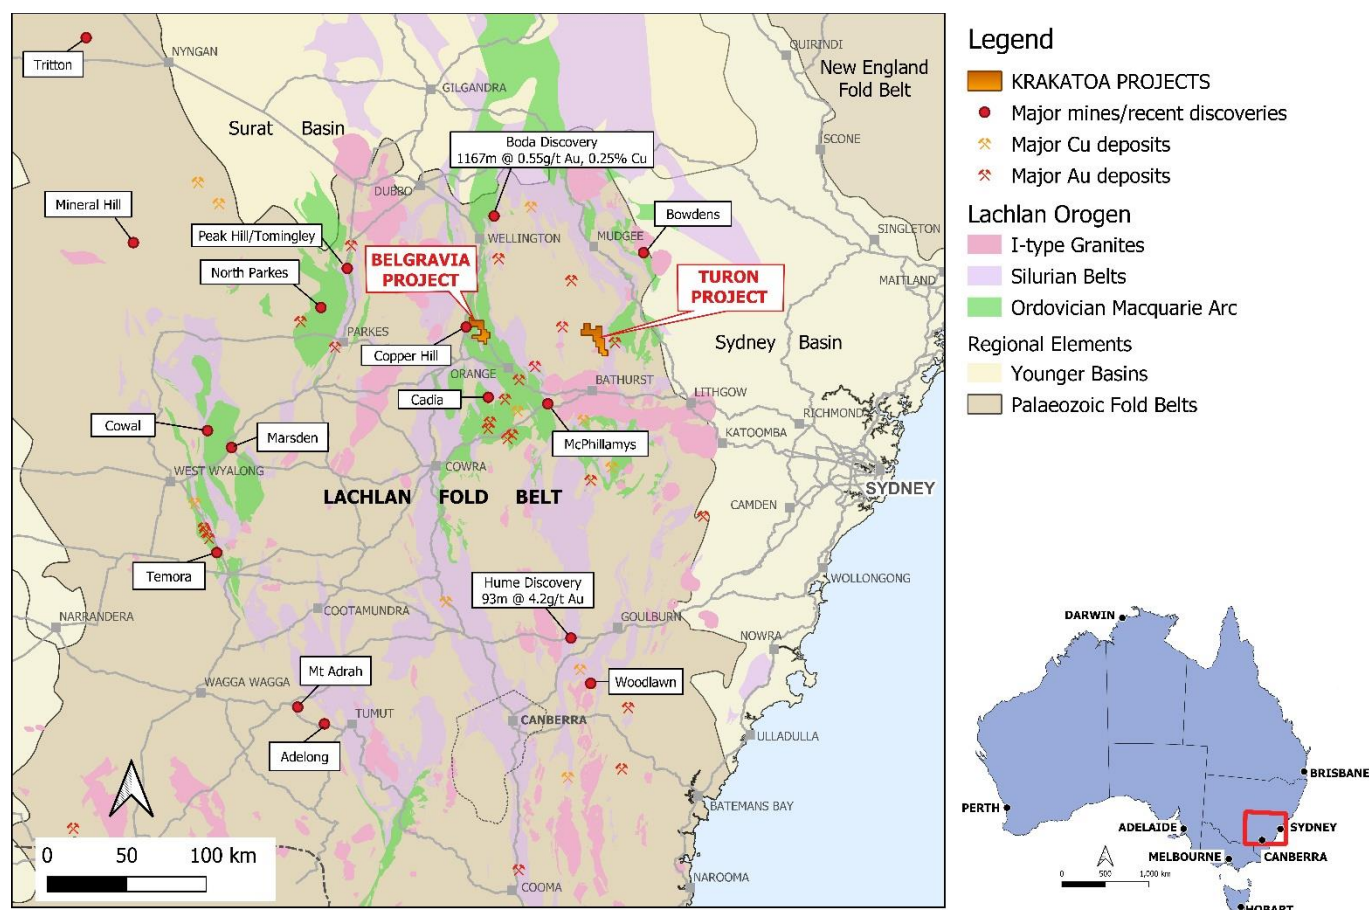 NYNGAN
Tritton
QUIRINDI
New England
Fold Belt
GILGANDRA
Surat Basin
Boda Discovery
1167m @ 0.55g/t Au, 0.25% Cu
SCONE
DUBBO
Mineral Hill
Bowdens
Peak Hill/Tomingley
WELLINGTON
MUDGEE
SINGLETON
BELGRAVIA
PROJECT
North Parkes
TURON
PROJECT
MAITLAND
PARKES
Copper Hill
Sydney Basin
ORANGE
BATHURST
LITHGOW
Cadia
RICHMOND
Cowal
Marsden
McPhillamys
KATOOMBA
COWRA
WEST WYALONG
LACHLAN FOLD BELT
SYDNEY
CAMDEN
Temora
Hume Discovery
93m @ 4.2g/t Au
WOLLONGONG
COOTAMUNDRA
NARRANDERA
GOULBURN
NOWRA
Mt Adrah
WAGGA WAGGA
Woodlawn
TUMUT
CANBERRA
Adelong
ULLADULLA
BATEMANS BAY
0 50 100 km
COOMA
NAROOMA
Legend
KRAKATOA PROJECTS
Major mines/recent discoveries
Major Cu deposits
Major Au deposits
Lachlan Orogen
I-type Granites
Silurian Belts
Ordovician Macquarie Arc
Regional Elements
Younger Basins
Palaeozoic Fold Belts
DARWIN
BRISBANE
PERTH
ADELAIDE
SYDNEY
MELBOURNE
CANBERRA
0 500 1,000 km
HOBART